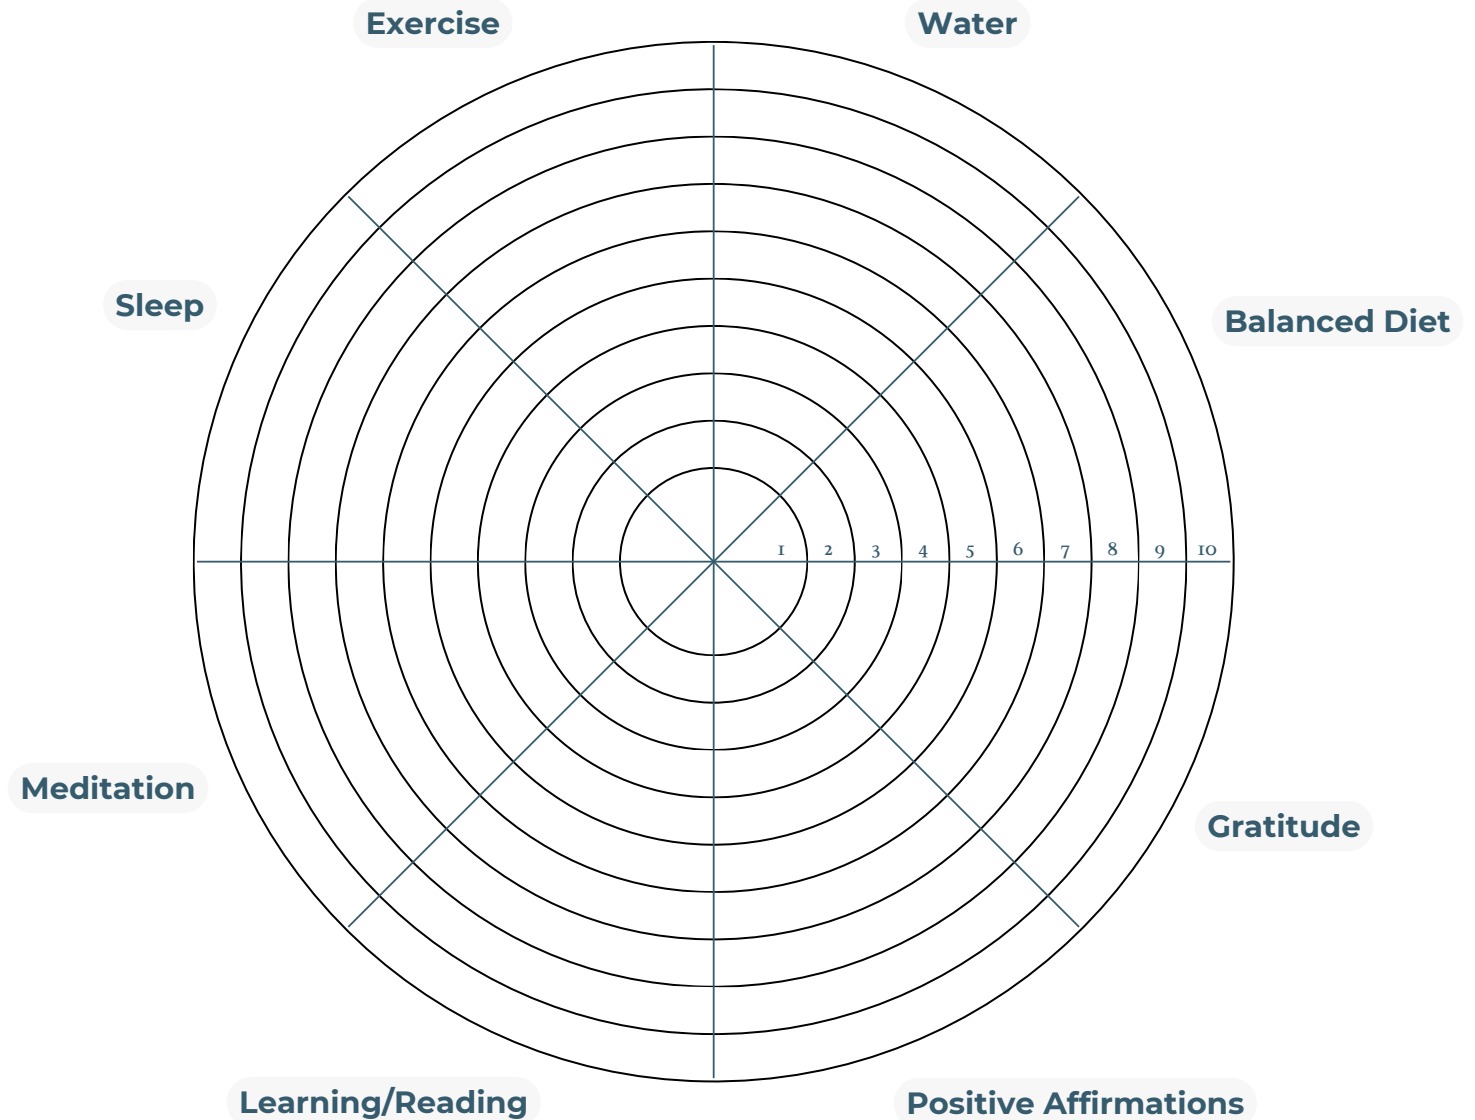 Exercise
Water
Sleep
Balanced Diet
1 2 3 4 5 6 7 8 9 10
Meditation
Gratitude
Learning/Reading
Positive Affirmations